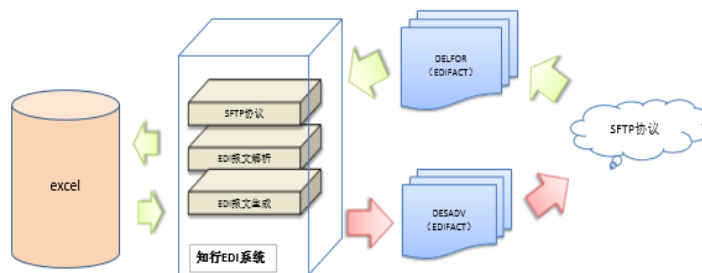 DELFOR
(EDIFACT)
SFTP协议
SFTP协议
EDI报文解析
excel
EDI报文生成
DESADV
(EDIFACT)
知行EDI系统